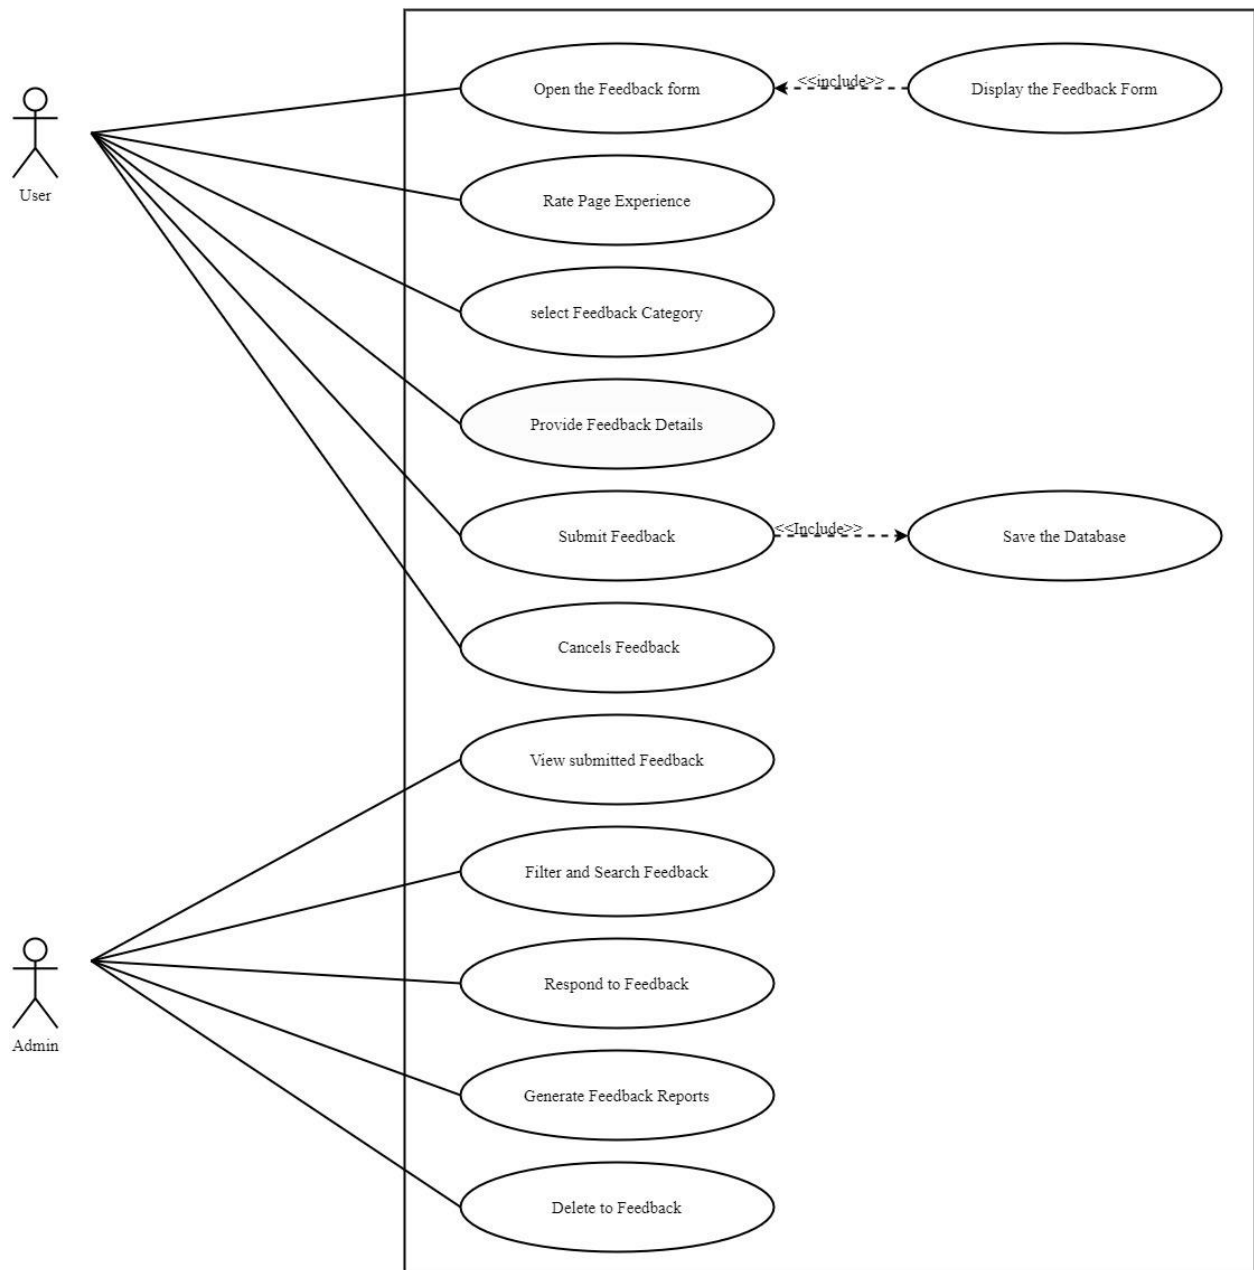 Open the Feedback form
<<include>>
Display the Feedback Form
User
Rate Page Experience
select Feedback Category
Provide Feedback Details
Submit Feedback
<<Include>>
Save the Database
Cancels Feedback
View submitted Feedback
Filter and Search Feedback
Respond to Feedback
Admin
Generate Feedback Reports
Delete to Feedback